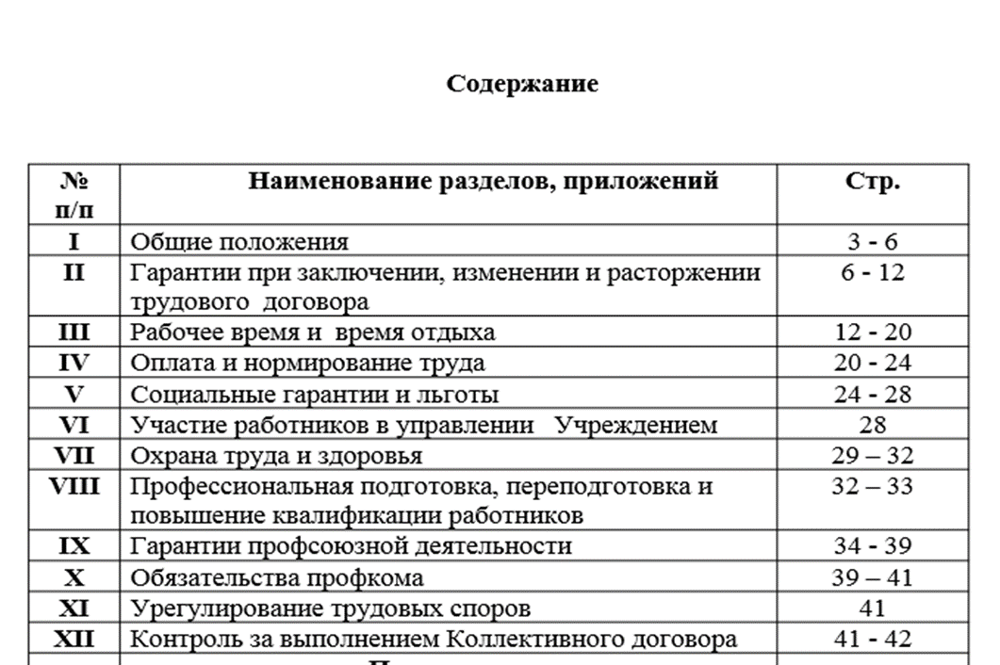 Содержание
№ Наименование разделов, приложений Стр.
п/п
I Общие положения 3 - 6
II Гарантии при заключении, изменении и расторжении 6 - 12
трудового договора
III Рабочее время и время отдыха 12 - 20
IV Оплата и нормирование труда 20 - 24
V Социальные гарантии и льготы 24 - 28
VI Участие работников в управлении Учреждением 28
VII Охрана труда и здоровья 29 – 32
VIII Профессиональная подготовка, переподготовка и 32 – 33
повышение квалификации работников
IX Гарантии профсоюзной деятельности 34 - 39
X Обязательства профкома 39 – 41
XI Урегулирование трудовых споров 41
XII Контроль за выполнением Коллективного договора 41 - 42